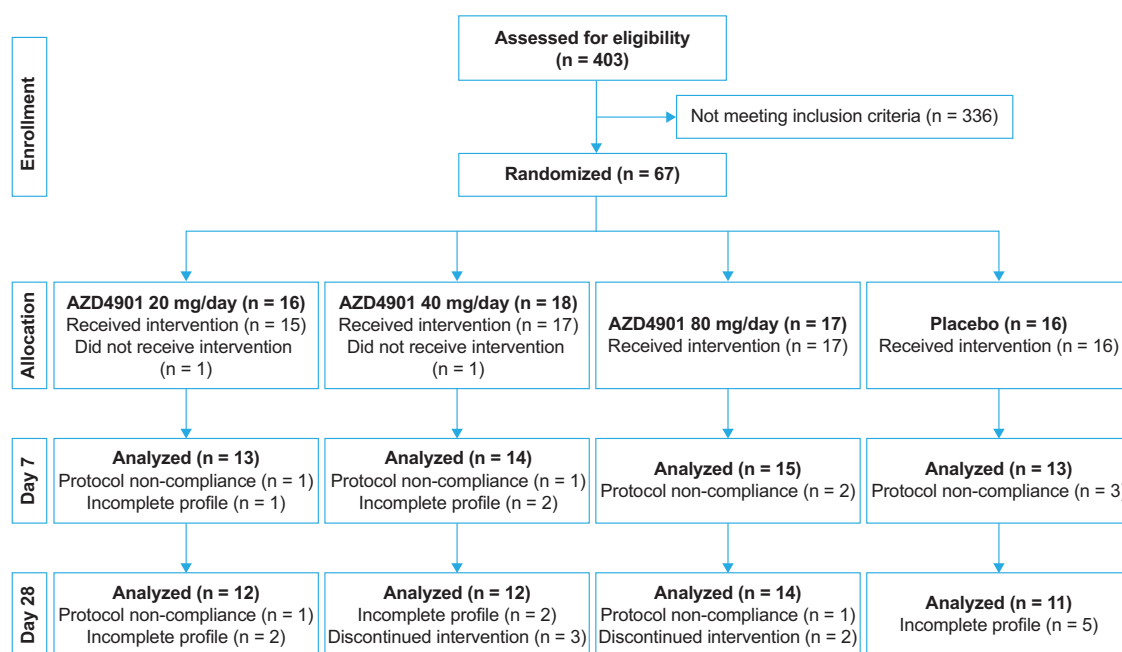 Enrollment
Assessed for eligibility
(n = 403)
Not meeting inclusion criteria (n = 336)
Randomized (n = 67)
Allocation
AZD4901 20 mg/day (n = 16)
Received intervention (n = 15)
Did not receive intervention
(n = 1)
AZD4901 40 mg/day (n = 18)
Received intervention (n = 17)
Did not receive intervention
(n = 1)
AZD4901 80 mg/day (n = 17)
Received intervention (n = 17)
Placebo (n = 16)
Received intervention (n = 16)
Day 7
Analyzed (n = 13)
Protocol non-compliance (n = 1)
Incomplete profile (n = 1)
Analyzed (n = 14)
Protocol non-compliance (n = 1)
Incomplete profile (n = 2)
Analyzed (n = 15)
Protocol non-compliance (n = 2)
Analyzed (n = 13)
Protocol non-compliance (n = 3)
Day 28
Analyzed (n = 12)
Protocol non-compliance (n = 1)
Incomplete profile (n = 2)
Analyzed (n = 12)
Incomplete profile (n = 2)
Discontinued intervention (n = 3)
Analyzed (n = 14)
Protocol non-compliance (n = 1)
Discontinued intervention (n = 2)
Analyzed (n = 11)
Incomplete profile (n = 5)